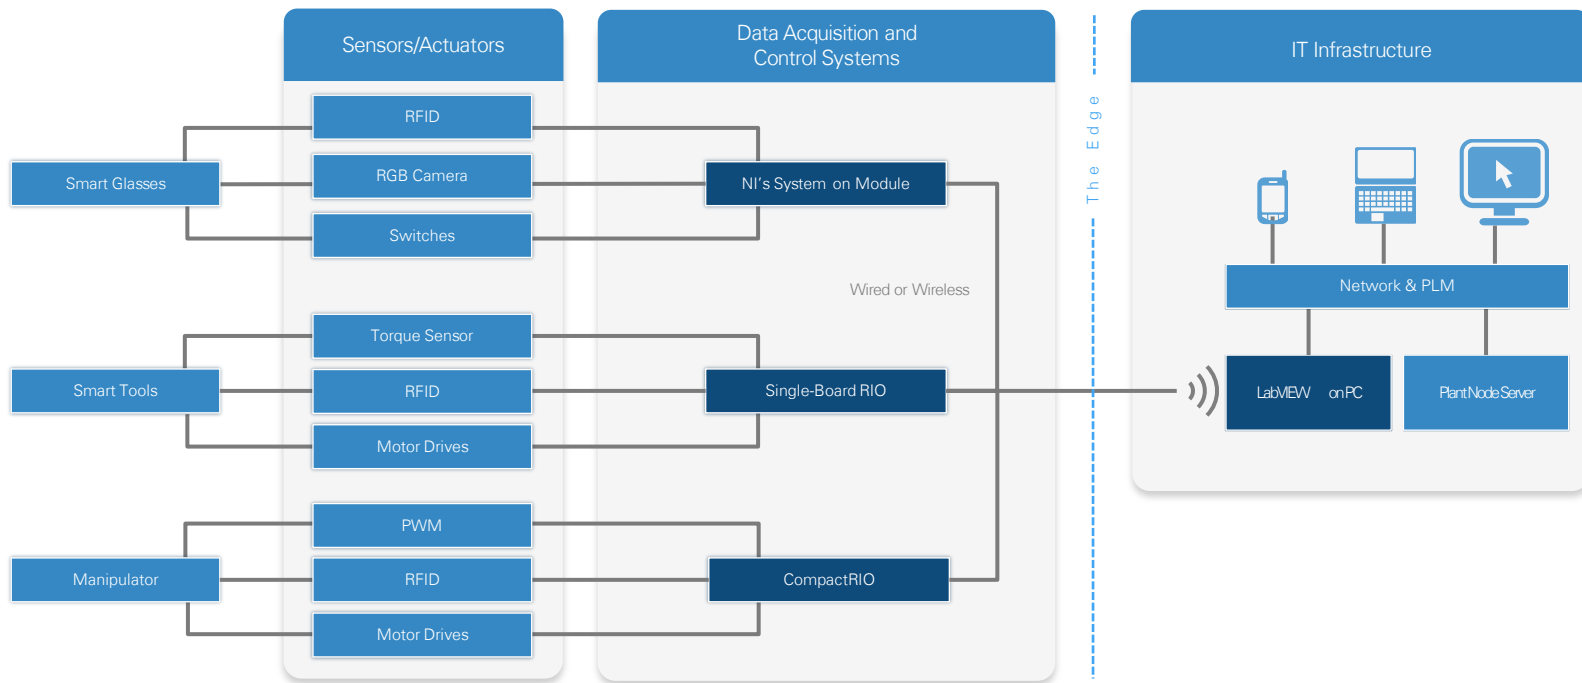 Sensors/Actuators
Data Acquisition and
Control Systems
The Edge
IT Infrastructure
Smart Glasses
RFID
RGB Camera
Switches
NI's System on Module
Wired or Wireless
Smart Tools
Torque Sensor
RFID
Motor Drives
Single-Board RIO
Manipulator
PWM
RFID
Motor Drives
CompactRIO
Network & PLM
LabVIEW on PC
Plant Node Server